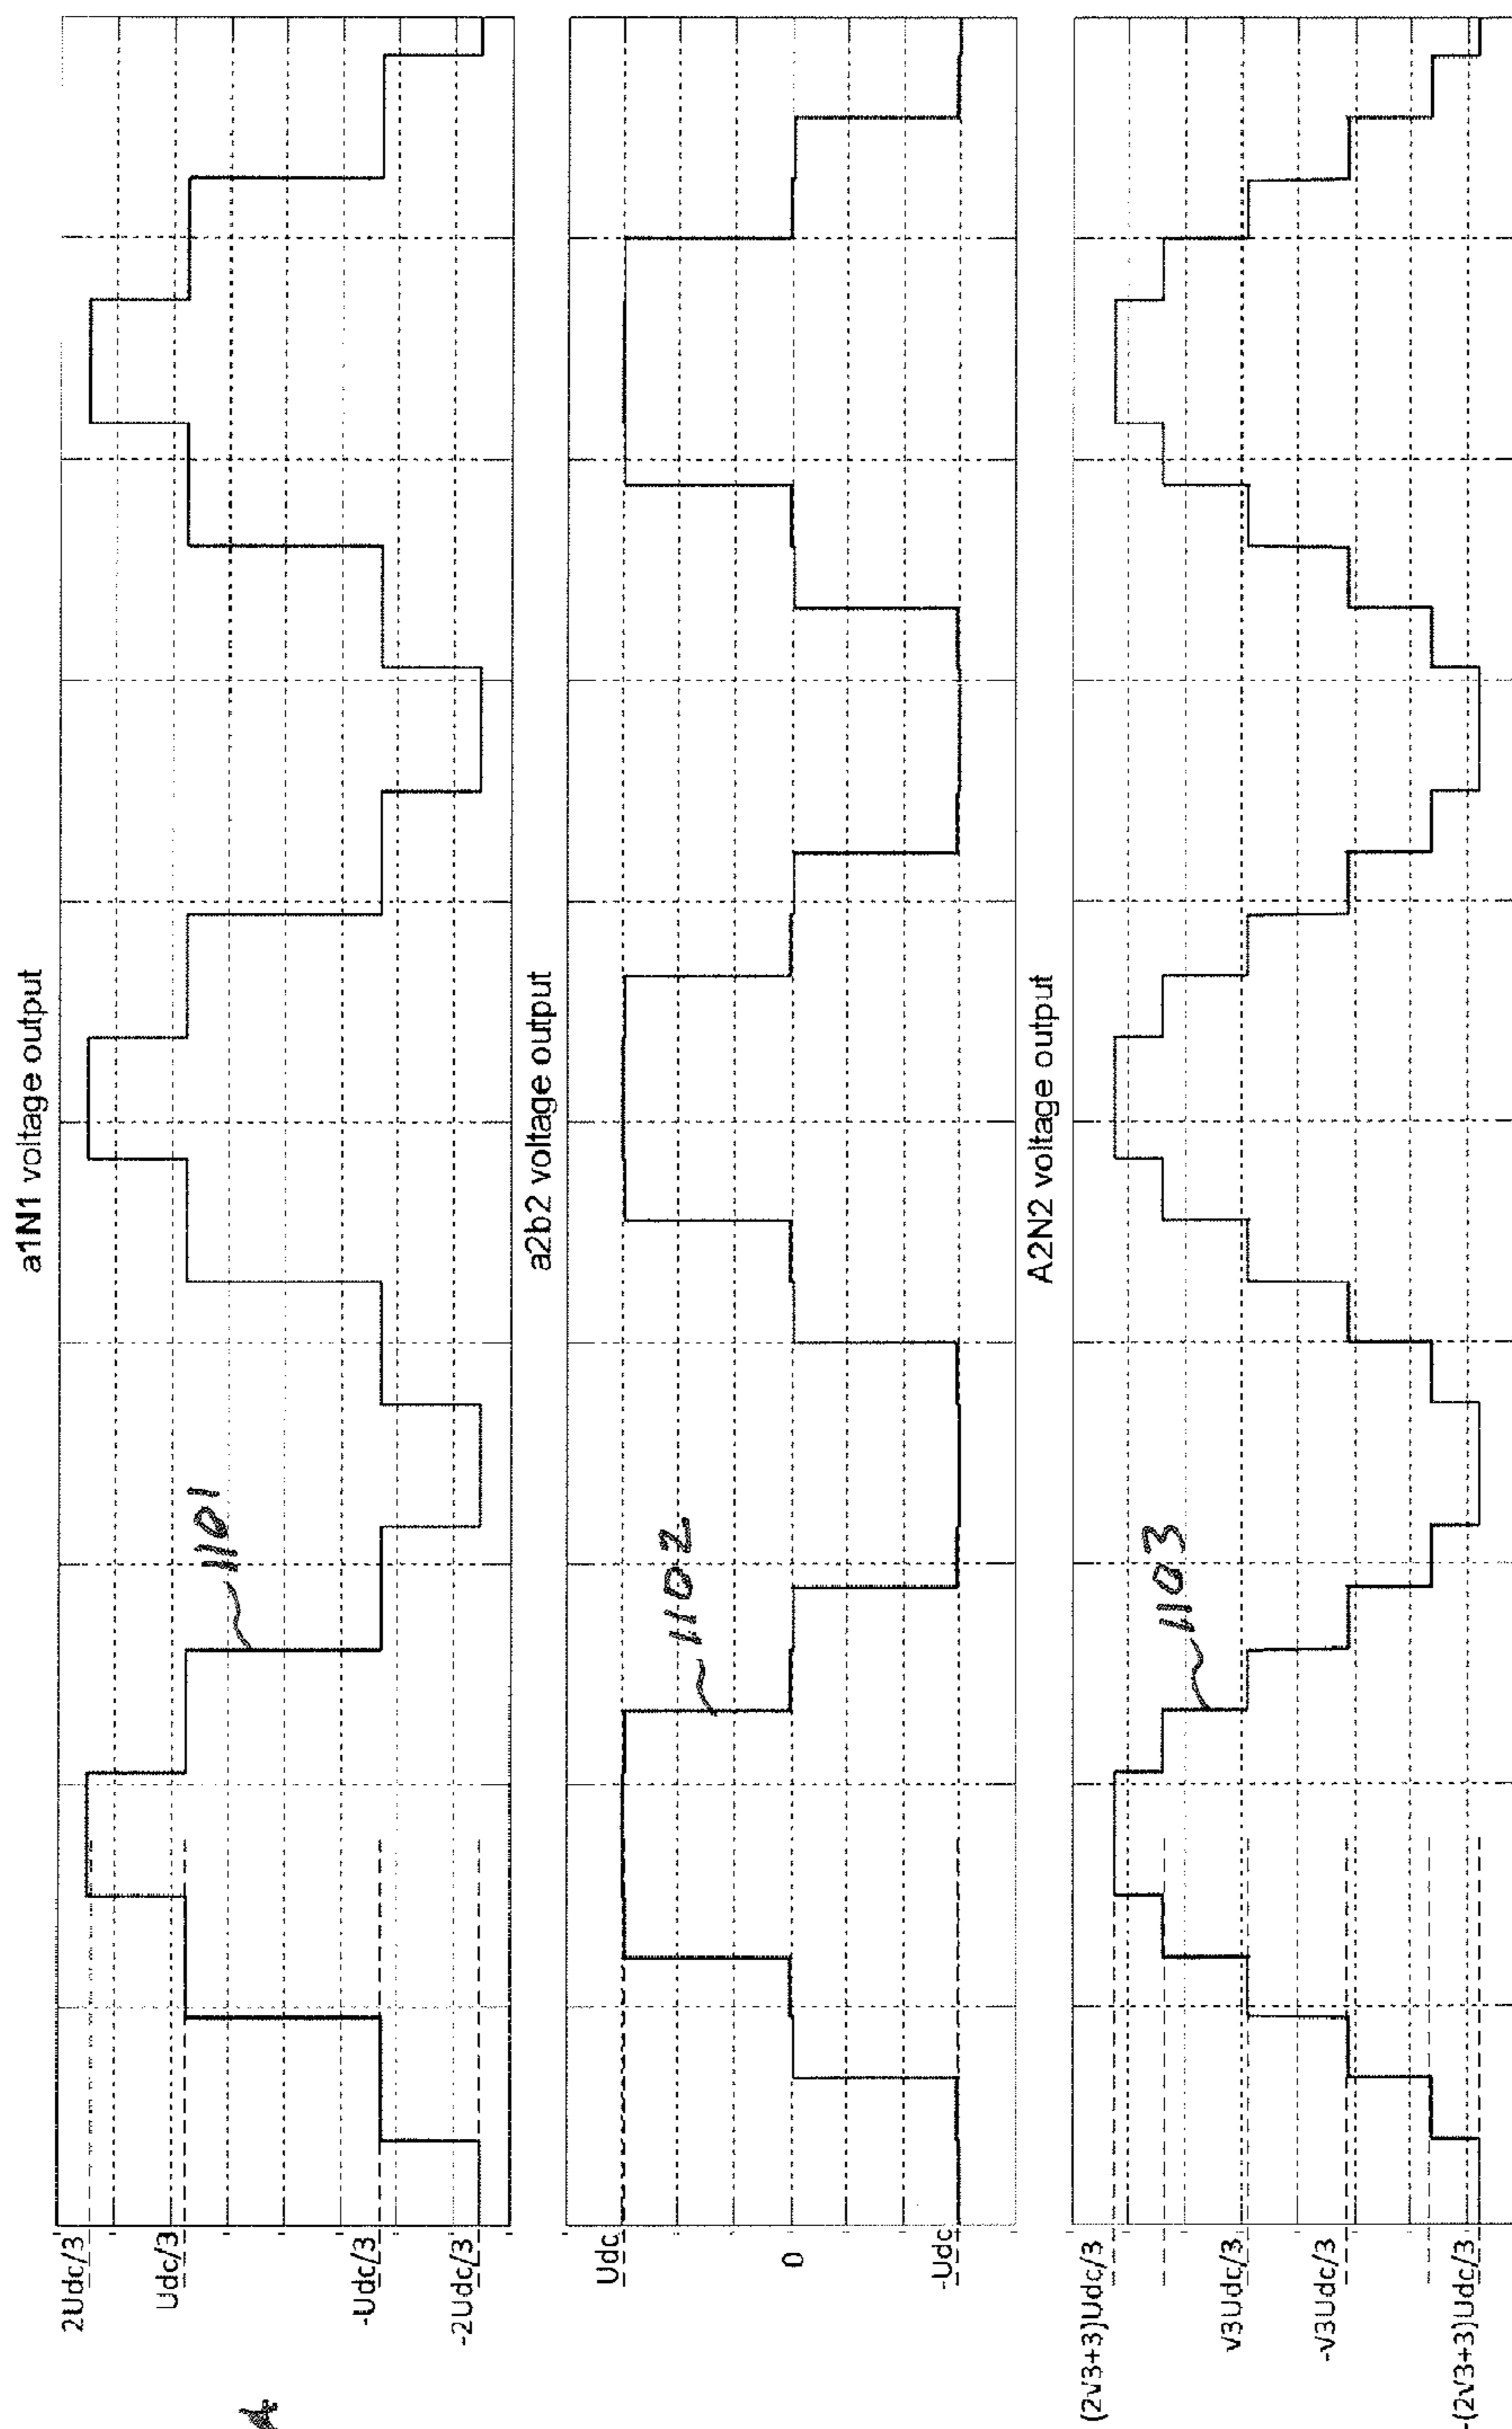 a1N1 voltage output
2Udc/3
Udc/3
-Udc/3
-2Udc/3
1101
a2b2 voltage output
Udc
0
-Udc
1102
A2N2 voltage output
(2√3+3)Udc/3
√3Udc/3
-√3Udc/3
-(2√3+3)Udc/3
1103